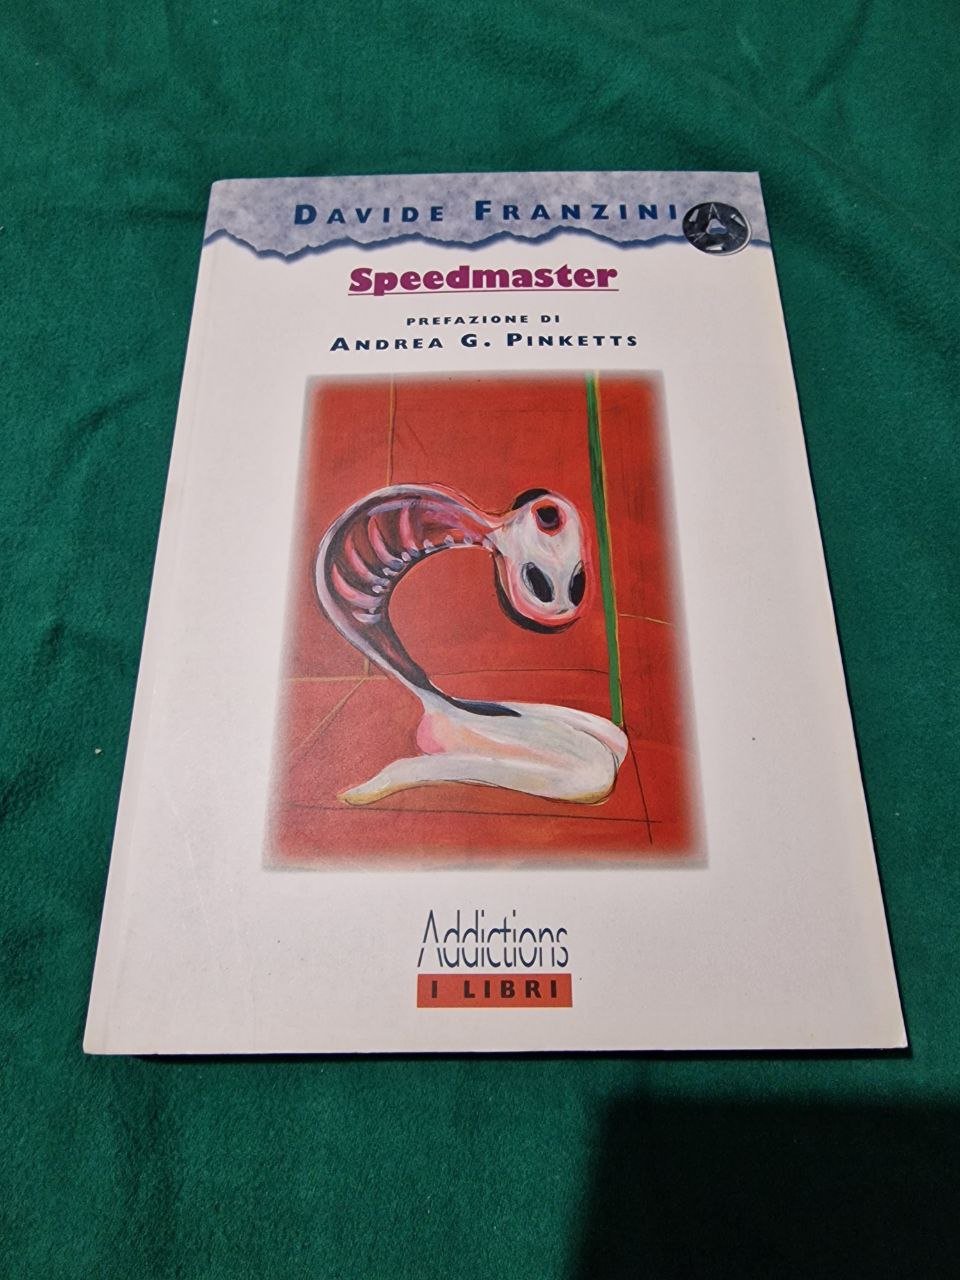 DAVIDE FRANZINI
Speedmaster
PREFAZIONE DI
ANDREA G. PINKETTS
Addictions
I LIBRI